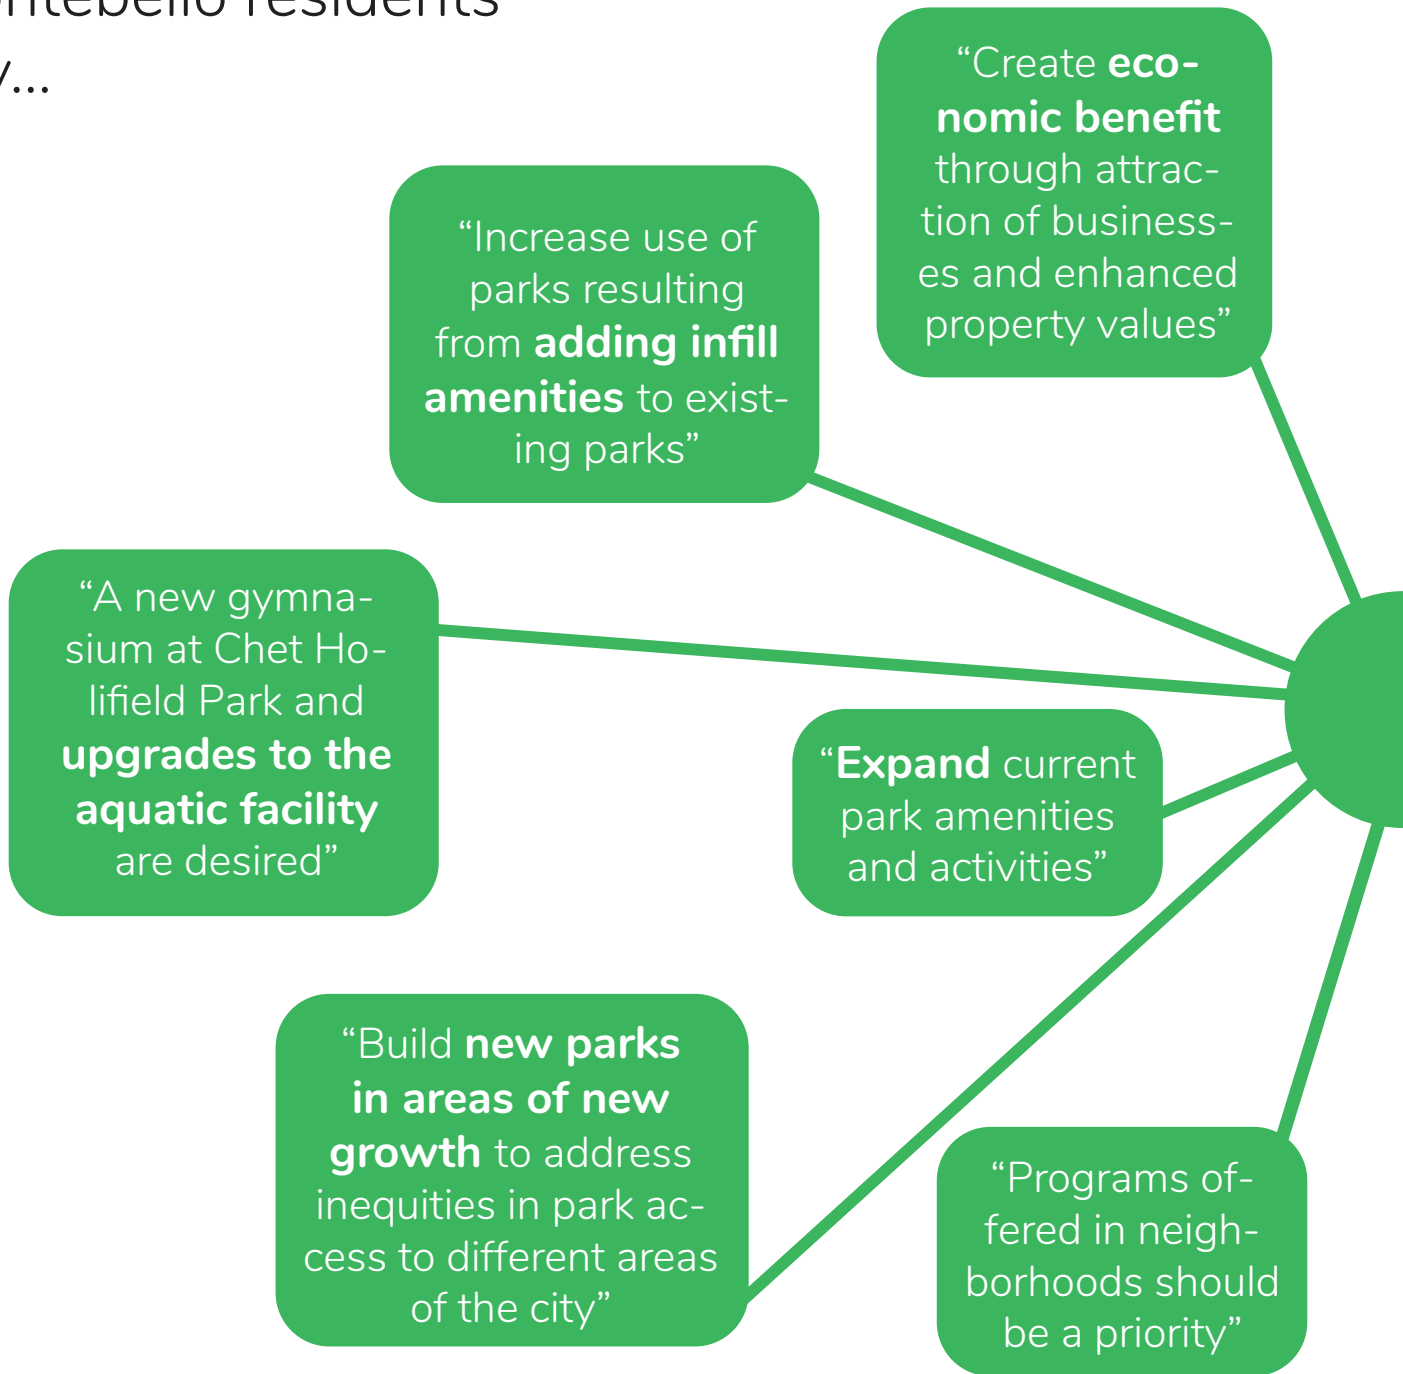 ntebello residents
y...
“Create eco-
nomic benefit
through attrac-
tion of business-
es and enhanced
property values”
“Increase use of
parks resulting
from adding infill
amenities to exist-
ing parks”
“A new gymna-
sium at Chet Ho-
lifield Park and
upgrades to the
aquatic facility
are desired”
“Expand current
park amenities
and activities”
“Build new parks
in areas of new
growth to address
inequities in park ac-
cess to different areas
of the city”
“Programs of-
fered in neigh-
borhoods should
be a priority”